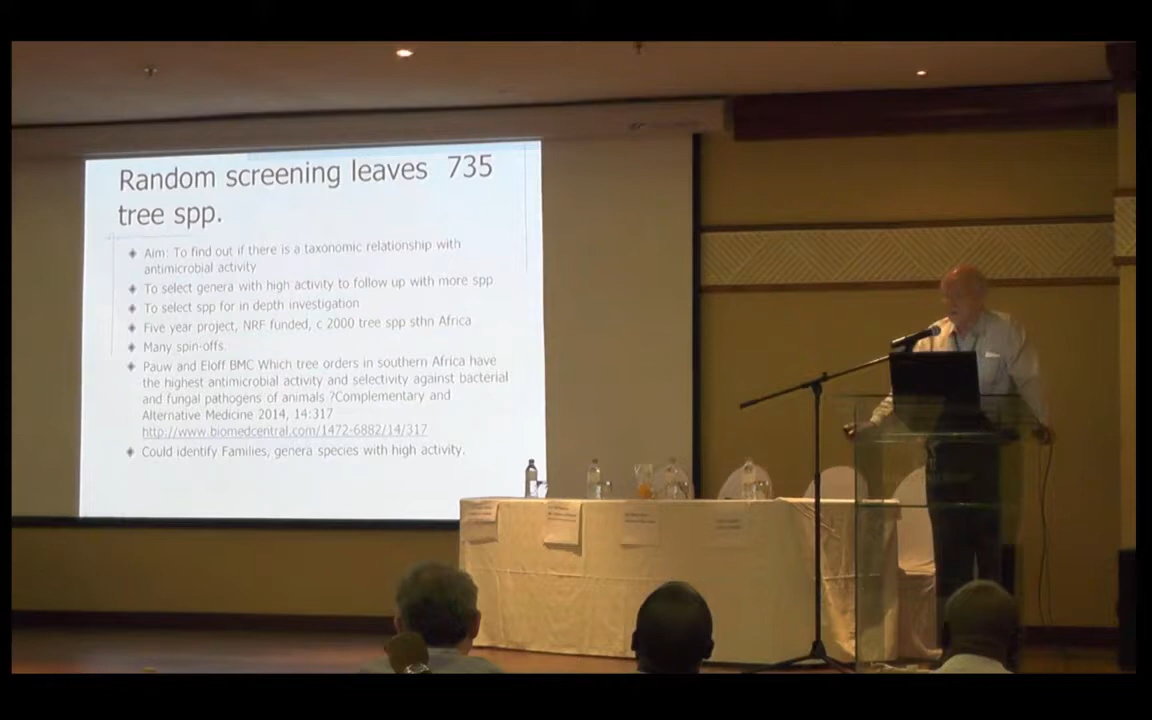 Random screening leaves 735
tree spp.
Aim: To find out if there is a taxonomic relationship with
antimicrobial activity
To select genera with high activity to follow up with more spp
To select spp for in depth investigation
Five year project, NRF funded, c 2000 tree spp sthn Africa
Many spin-offs.
Pauw and Eloff BMC Which tree orders in southern Africa have
the highest antimicrobial activity and selectivity against bacterial
and fungal pathogens of animals ?Complementary and
Alternative Medicine 2014, 14:317
http://www.biomedcentral.com/1472-6882/14/317
Could identify Families, genera species with high activity.